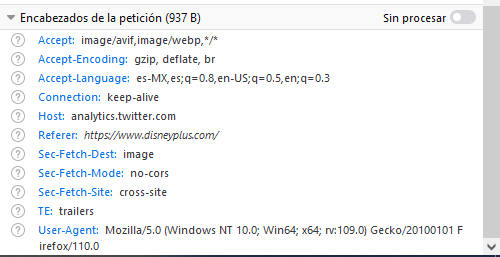 Encabezados de la petición (937 B) Sin procesar
Accept: image/avif,image/webp,*/*
Accept-Encoding: gzip, deflate, br
Accept-Language: es-MX,es;q=0.8,en-US;q=0.5,en;q=0.3
Connection: keep-alive
Host: analytics.twitter.com
Referer: https://www.disneyplus.com/
Sec-Fetch-Dest: image
Sec-Fetch-Mode: no-cors
Sec-Fetch-Site: cross-site
TE: trailers
User-Agent: Mozilla/5.0 (Windows NT 10.0; Win64; x64; rv:109.0) Gecko/20100101 F
irefox/110.0